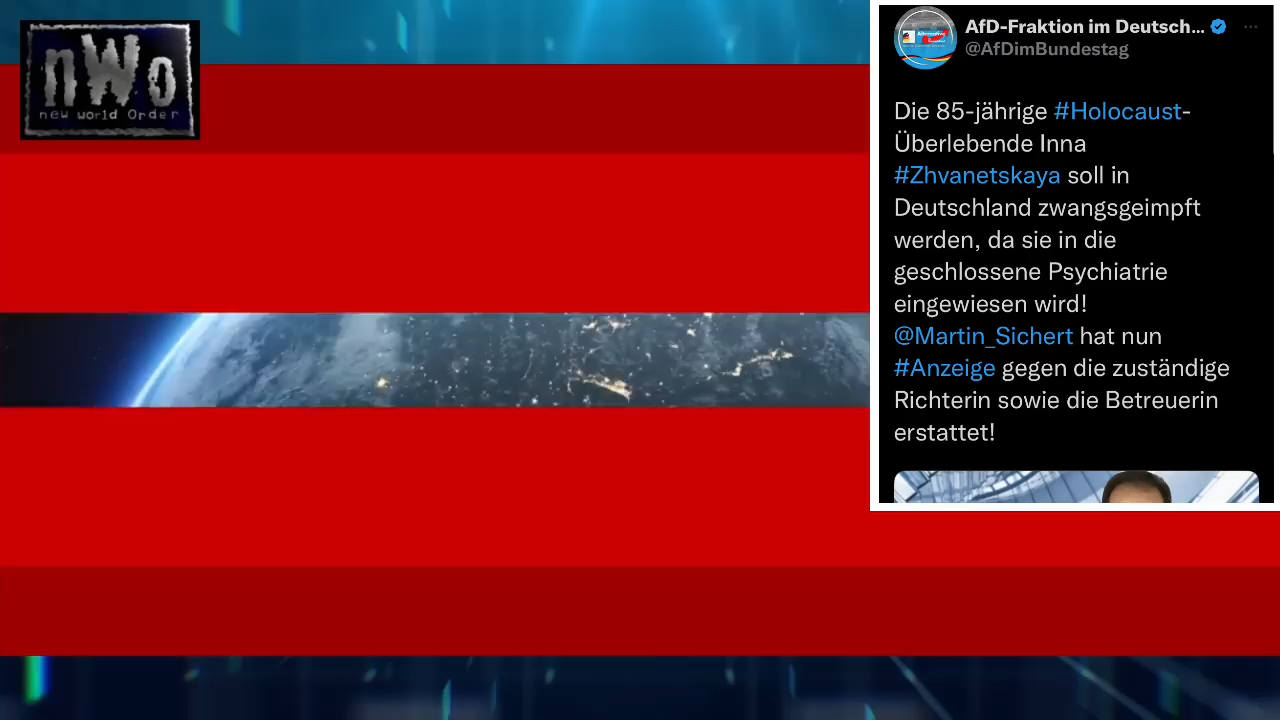 nWo
new world Order
AfD-Fraktion im Deutsch...
@AfDimBundestag
Die 85-jährige #Holocaust-
Überlebende Inna
#Zhvanetskaya soll in
Deutschland zwangsgeimpft
werden, da sie in die
geschlossene Psychiatrie
eingewiesen wird!
@Martin_Sichert hat nun
#Anzeige gegen die zuständige
Richterin sowie die Betreuerin
erstattet!